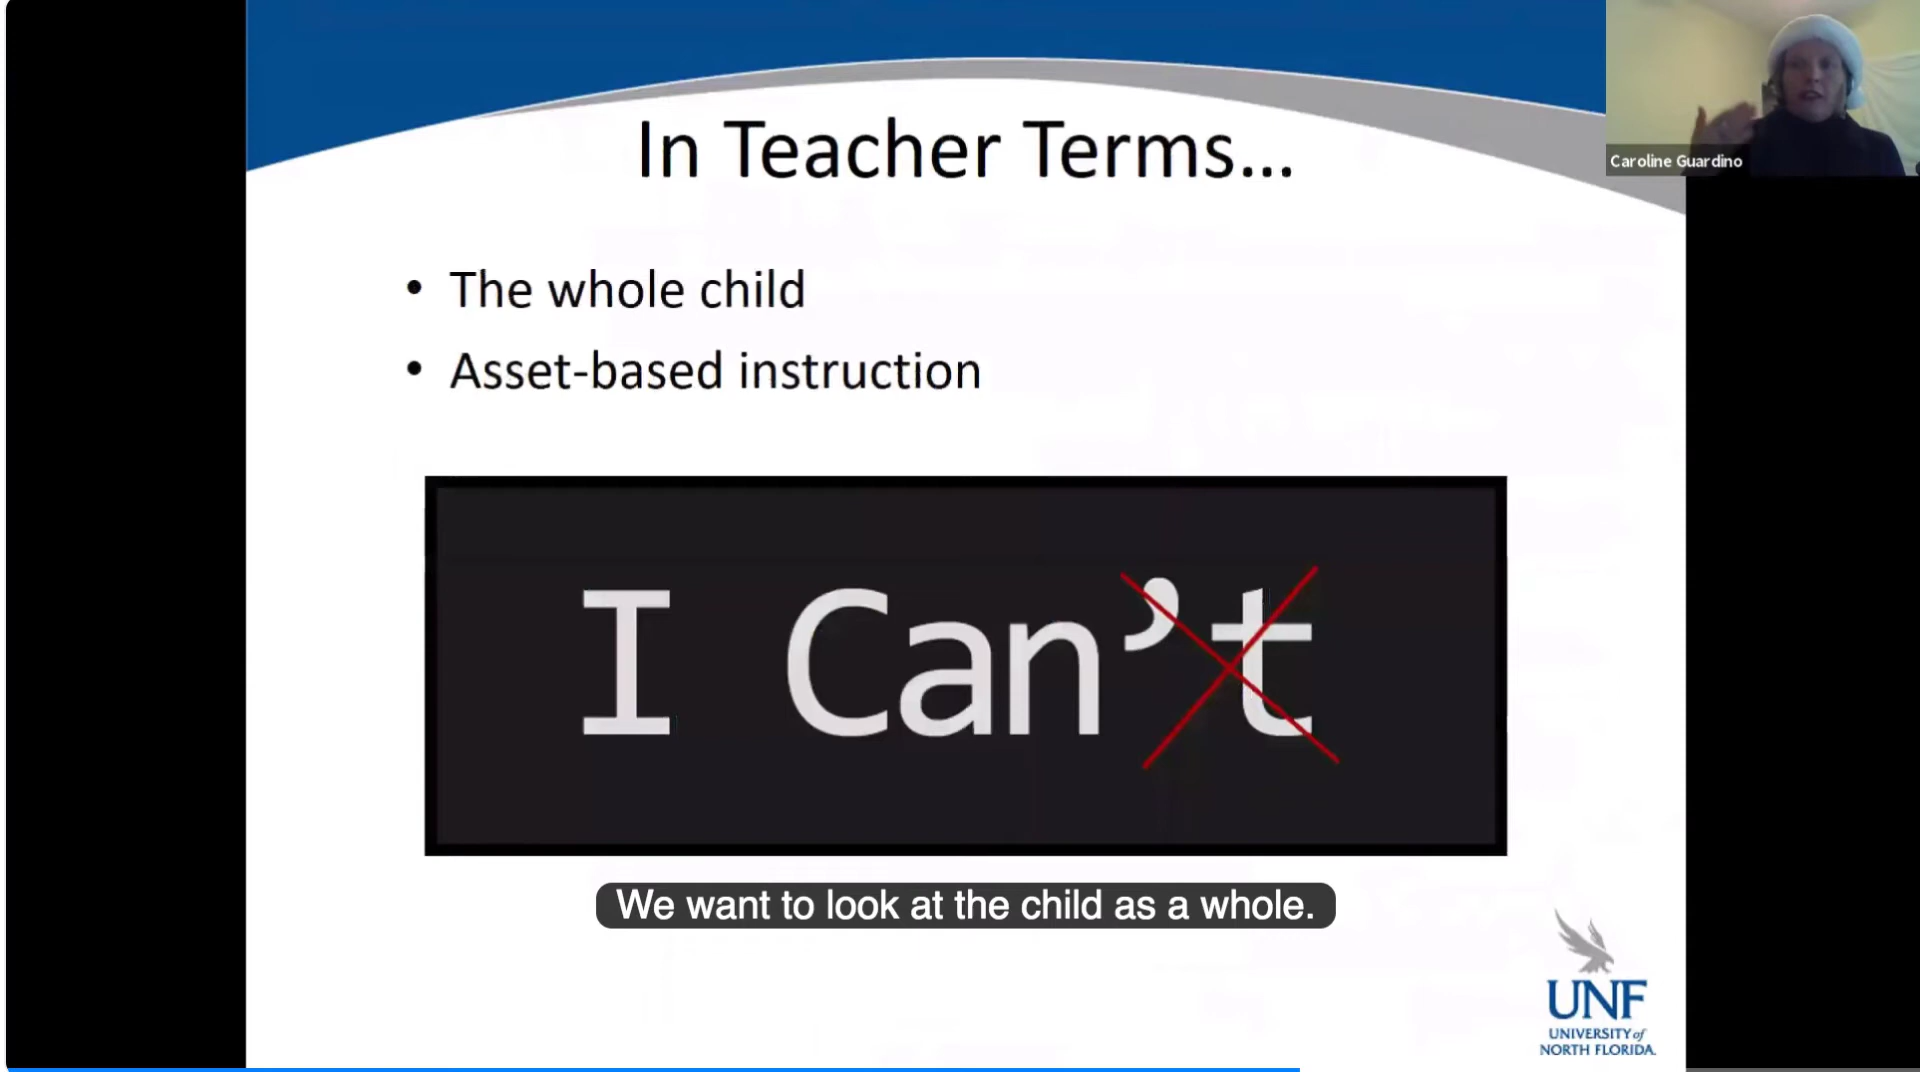 In Teacher Terms...
Caroline Guardino
• The whole child
• Asset-based instruction
I Can't
We want to look at the child as a whole.
UNF
UNIVERSITY of
NORTH FLORIDA.